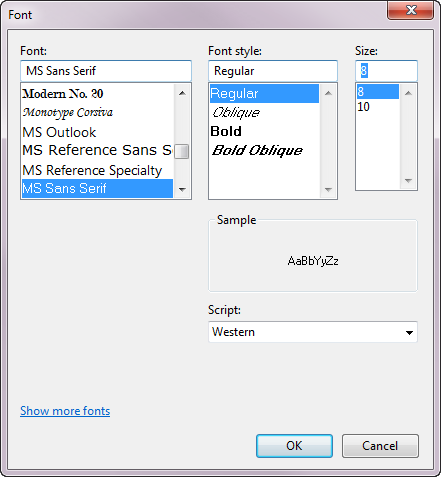 Font
Font: Font style: Size:
MS Sans Serif Regular 8
Modern No. 20 Regular 8
Monotype Corsiva Oblique 10
MS Outlook Bold
MS Reference Sans S Bold Oblique
MS Reference Specialty
MS Sans Serif
Sample
AaBbYyZz
Script:
Western
Show more fonts
OK Cancel